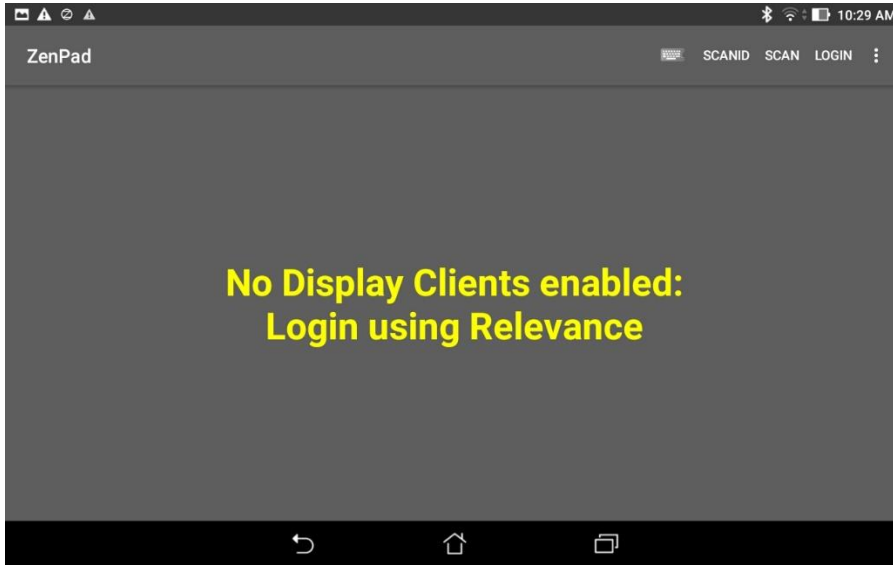 10:29 AM
ZenPad
SCANID SCAN LOGIN
No Display Clients enabled:
Login using Relevance